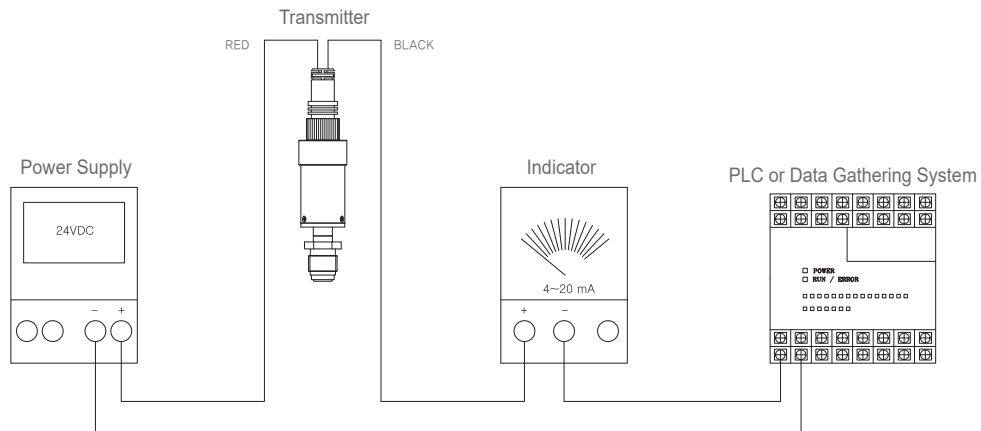 Transmitter
RED
BLACK
Power Supply
Indicator
PLC or Data Gathering System
24VDC
POWER
RUN / ERROR
4~20 mA
− +
+ −